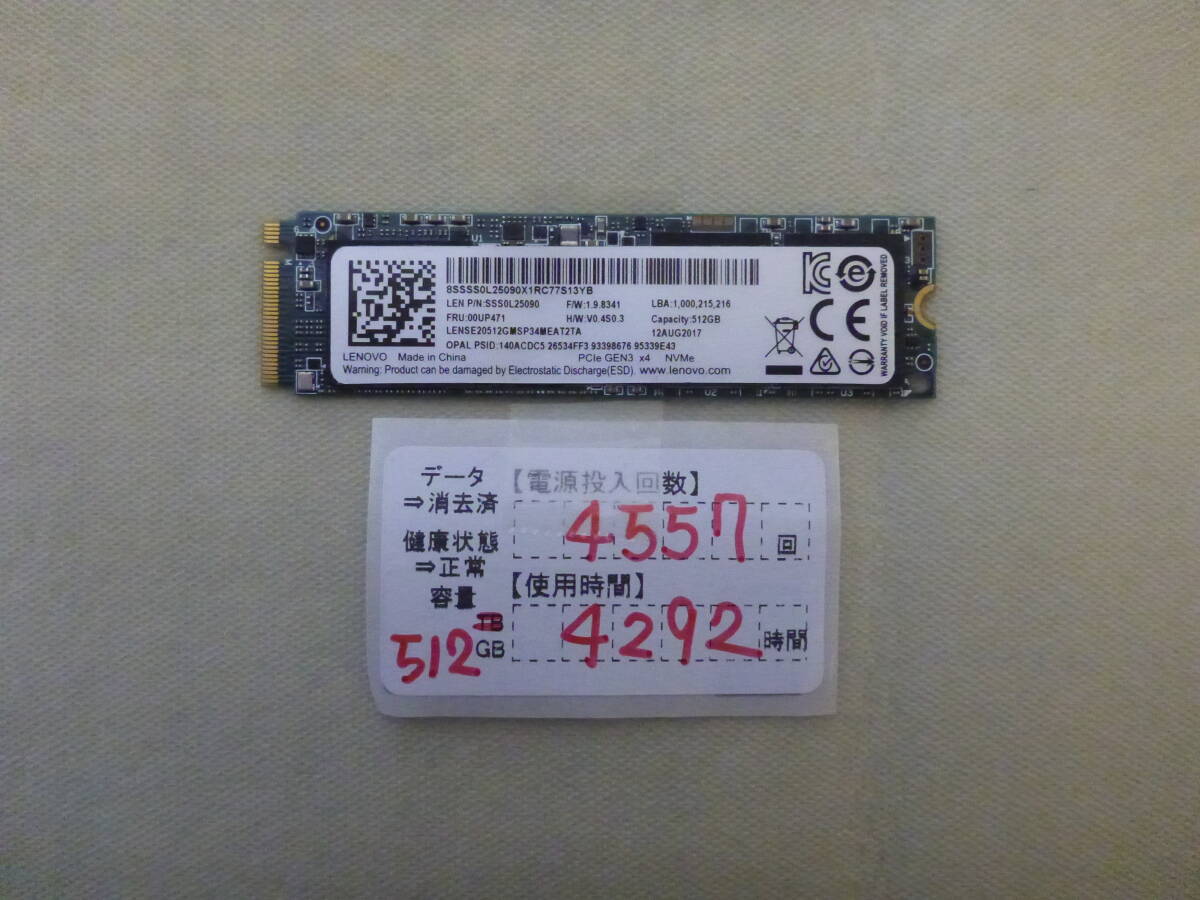 8SSSS0L25090X1RC77S13YB
LEN P/N:SSS0L25090 F/W:1.9.8341 LBA:1,000,215,216
FRU:00UP471 H/W:V0.4S0.3 Capacity:512GB
LENSE20512GMSP34MEAT2TA 12AUG2017
OPAL PSID:140ACDC5 26534FF3 93398676 95339E43
LENOVO Made in China PCIe GEN3 x4 NVMe
Warning: Product can be damaged by Electrostatic Discharge(ESD). www.lenovo.com
WARRANTY VOID IF LABEL REMOVED
データ
⇒消去済
健康状態
⇒正常
容量
TB
512 GB
【電源投入回数】
4557 回
【使用時間】
4292 時間